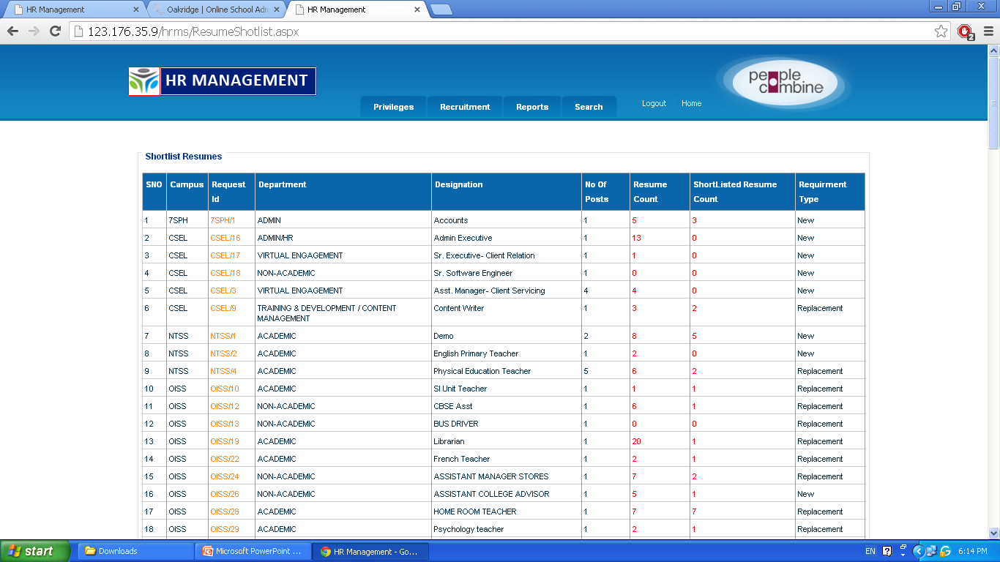 HR Management
Oakridge | Online School Adn
HR Management
123.176.35.9/hrms/ResumeShotlist.aspx
2
HR MANAGEMENT
people
combine
Privileges Recruitment Reports Search Logout Home
Shortlist Resumes
SNO Campus Request Id Department Designation No Of Posts Resume Count ShortListed Resume Count Requirment Type
1 7SPH 7SPH/1 ADMIN Accounts 1 5 3 New
2 CSEL CSEL/16 ADMIN/HR Admin Executive 1 13 0 New
3 CSEL CSEL/17 VIRTUAL ENGAGEMENT Sr. Executive- Client Relation 1 1 0 New
4 CSEL CSEL/18 NON-ACADEMIC Sr. Software Engineer 1 0 0 New
5 CSEL CSEL/3 VIRTUAL ENGAGEMENT Asst. Manager- Client Servicing 4 4 0 New
6 CSEL CSEL/9 TRAINING & DEVELOPMENT / CONTENT MANAGEMENT Content Writer 1 3 2 Replacement
7 NTSS NTSS/1 ACADEMIC Demo 2 8 5 New
8 NTSS NTSS/2 ACADEMIC English Primary Teacher 1 2 0 New
9 NTSS NTSS/4 ACADEMIC Physical Education Teacher 5 6 2 Replacement
10 OISS OISS/10 ACADEMIC SI Unit Teacher 1 1 1 Replacement
11 OISS OISS/12 NON-ACADEMIC CBSE Asst 1 6 1 Replacement
12 OISS OISS/13 NON-ACADEMIC BUS DRIVER 1 0 0 Replacement
13 OISS OISS/19 ACADEMIC Librarian 1 20 1 Replacement
14 OISS OISS/22 ACADEMIC French Teacher 1 2 1 Replacement
15 OISS OISS/24 NON-ACADEMIC ASSISTANT MANAGER STORES 1 7 2 Replacement
16 OISS OISS/26 NON-ACADEMIC ASSISTANT COLLEGE ADVISOR 1 5 1 New
17 OISS OISS/28 ACADEMIC HOME ROOM TEACHER 1 7 7 Replacement
18 OISS OISS/29 ACADEMIC Psychology teacher 1 2 1 Replacement
start Downloads Microsoft PowerPoint ... HR Management - Go... EN 6:14 PM